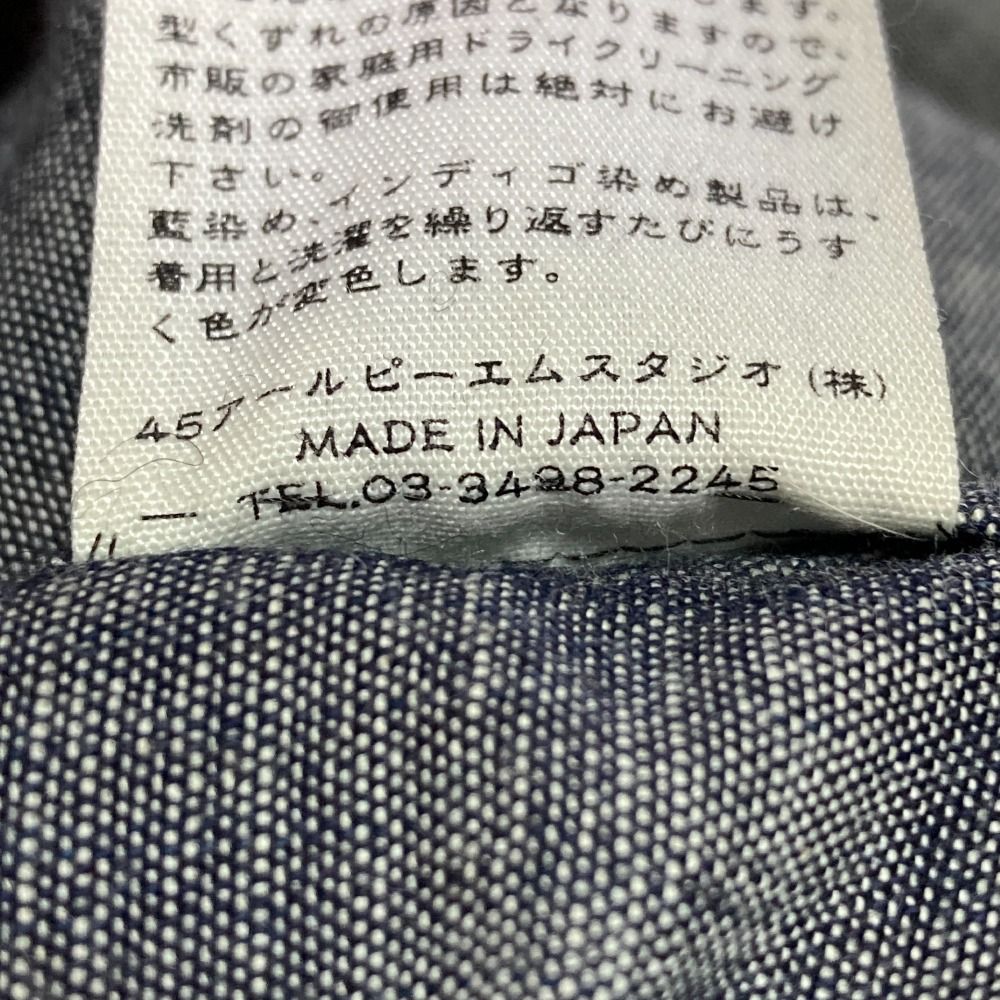 型くずれの原因となりますので、
市販の家庭用ドライクリーニング
洗剤の御使用は絶対にお避け
下さい。
藍染め、インディゴ染め製品は、
着用と洗濯を繰り返すたびにうす
く色が変色します。
45アールピーエムスタジオ(株)
MADE IN JAPAN
TEL.03-3498-2245